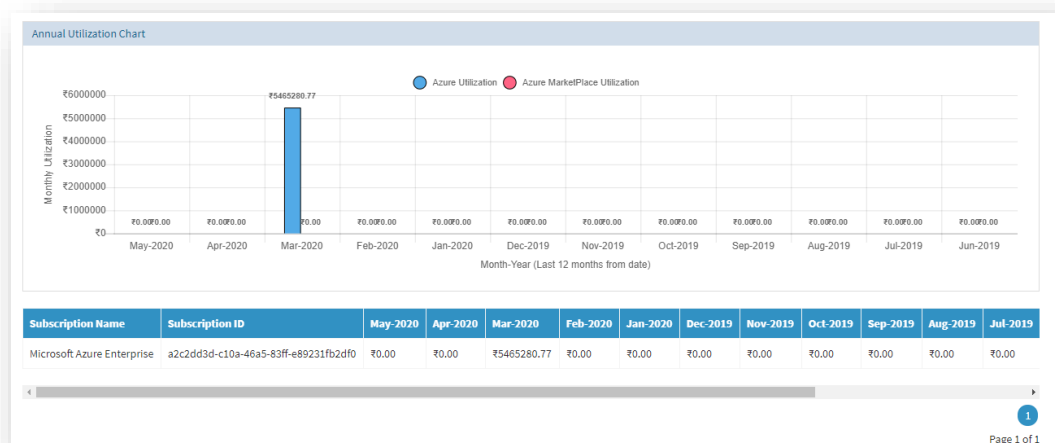 Annual Utilization Chart
Azure Utilization Azure MarketPlace Utilization
Monthly Utilization
₹6000000
₹5000000
₹4000000
₹3000000
₹2000000
₹1000000
₹0
₹5465280.77
₹0.00₹0.00 ₹0.00₹0.00 ₹0.00 ₹0.00₹0.00 ₹0.00₹0.00 ₹0.00₹0.00 ₹0.00₹0.00 ₹0.00₹0.00 ₹0.00₹0.00 ₹0.00₹0.00 ₹0.00₹0.00 ₹0.00₹0.00
May-2020 Apr-2020 Mar-2020 Feb-2020 Jan-2020 Dec-2019 Nov-2019 Oct-2019 Sep-2019 Aug-2019 Jul-2019 Jun-2019
Month-Year (Last 12 months from date)
Subscription Name Subscription ID May-2020 Apr-2020 Mar-2020 Feb-2020 Jan-2020 Dec-2019 Nov-2019 Oct-2019 Sep-2019 Aug-2019 Jul-2019
Microsoft Azure Enterprise a2c2dd3d-c10a-46a5-83ff-e89231fb2df0 ₹0.00 ₹0.00 ₹5465280.77 ₹0.00 ₹0.00 ₹0.00 ₹0.00 ₹0.00 ₹0.00 ₹0.00 ₹0.00
1
Page 1 of 1